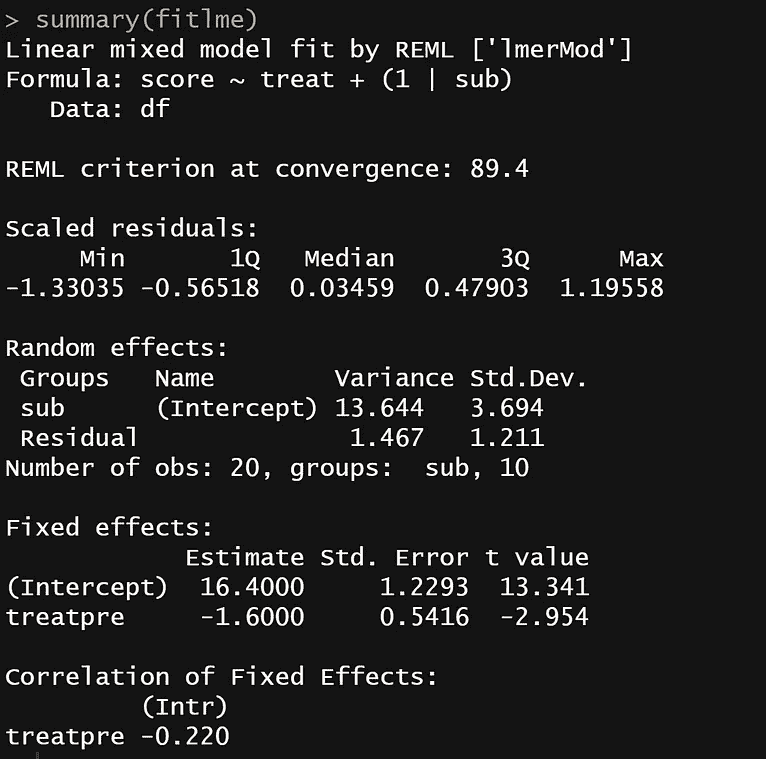 > summary(fitlme)
Linear mixed model fit by REML ['lmerMod']
Formula: score ~ treat + (1 | sub)
   Data: df

REML criterion at convergence: 89.4

Scaled residuals:
     Min       1Q   Median       3Q      Max
-1.33035 -0.56518  0.03459  0.47903  1.19558

Random effects:
 Groups   Name        Variance Std.Dev.
 sub      (Intercept) 13.644   3.694
 Residual              1.467   1.211
Number of obs: 20, groups:  sub, 10

Fixed effects:
            Estimate Std. Error t value
(Intercept)  16.4000     1.2293  13.341
treatpre     -1.6000     0.5416  -2.954

Correlation of Fixed Effects:
         (Intr)
treatpre -0.220